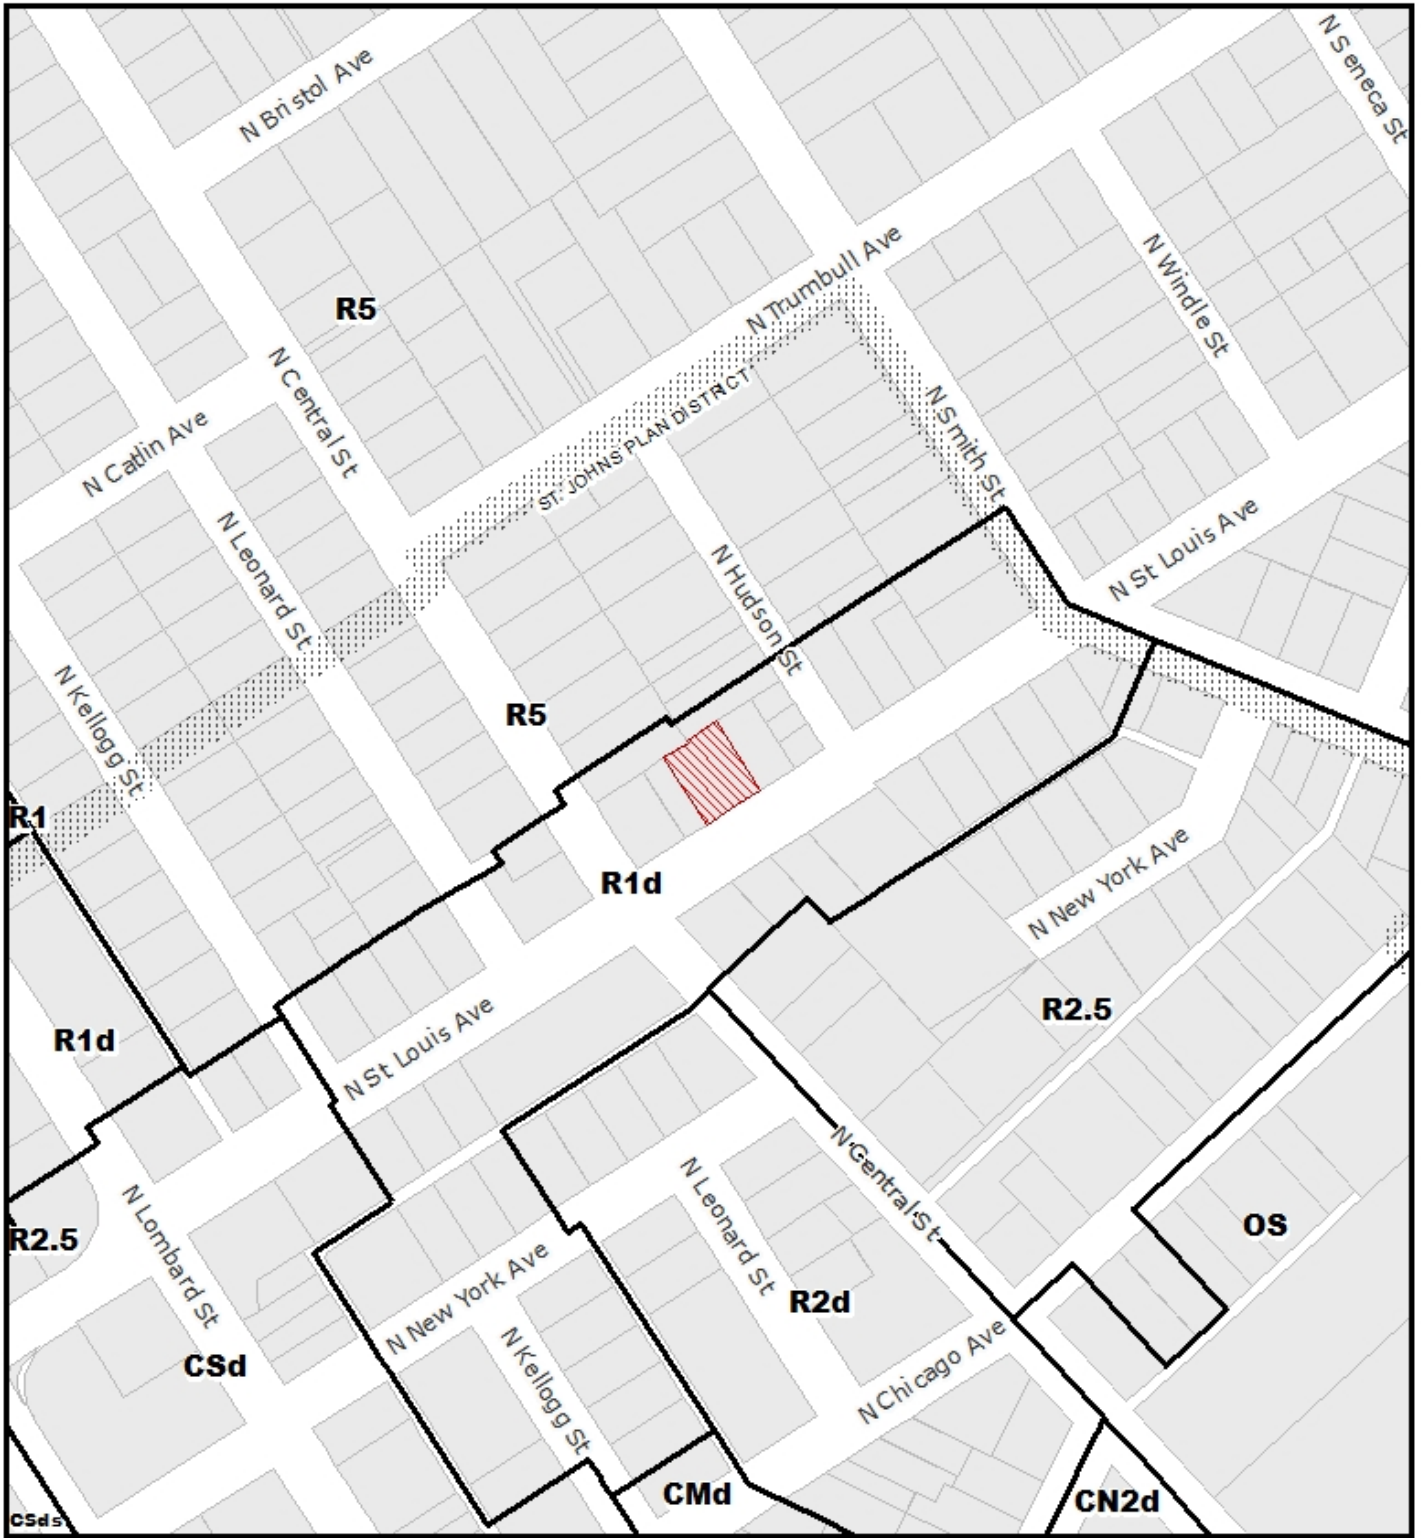 N Seneca St
N Bristol Ave
N Trumbull Ave
N Windle St
R5
N Central St
ST. JOHNS PLAN DISTRICT
N Smith St
N Catlin Ave
N Leonard St
N Hudson St
N St Louis Ave
N Kellogg St
R5
R1
R1d
N New York Ave
R2.5
R1d
N St Louis Ave
N Central St
N Leonard St
N Lombard St
R2.5
OS
N New York Ave
R2d
N Kellogg St
CSd
N Chicago Ave
CMd
CN2d
CSds